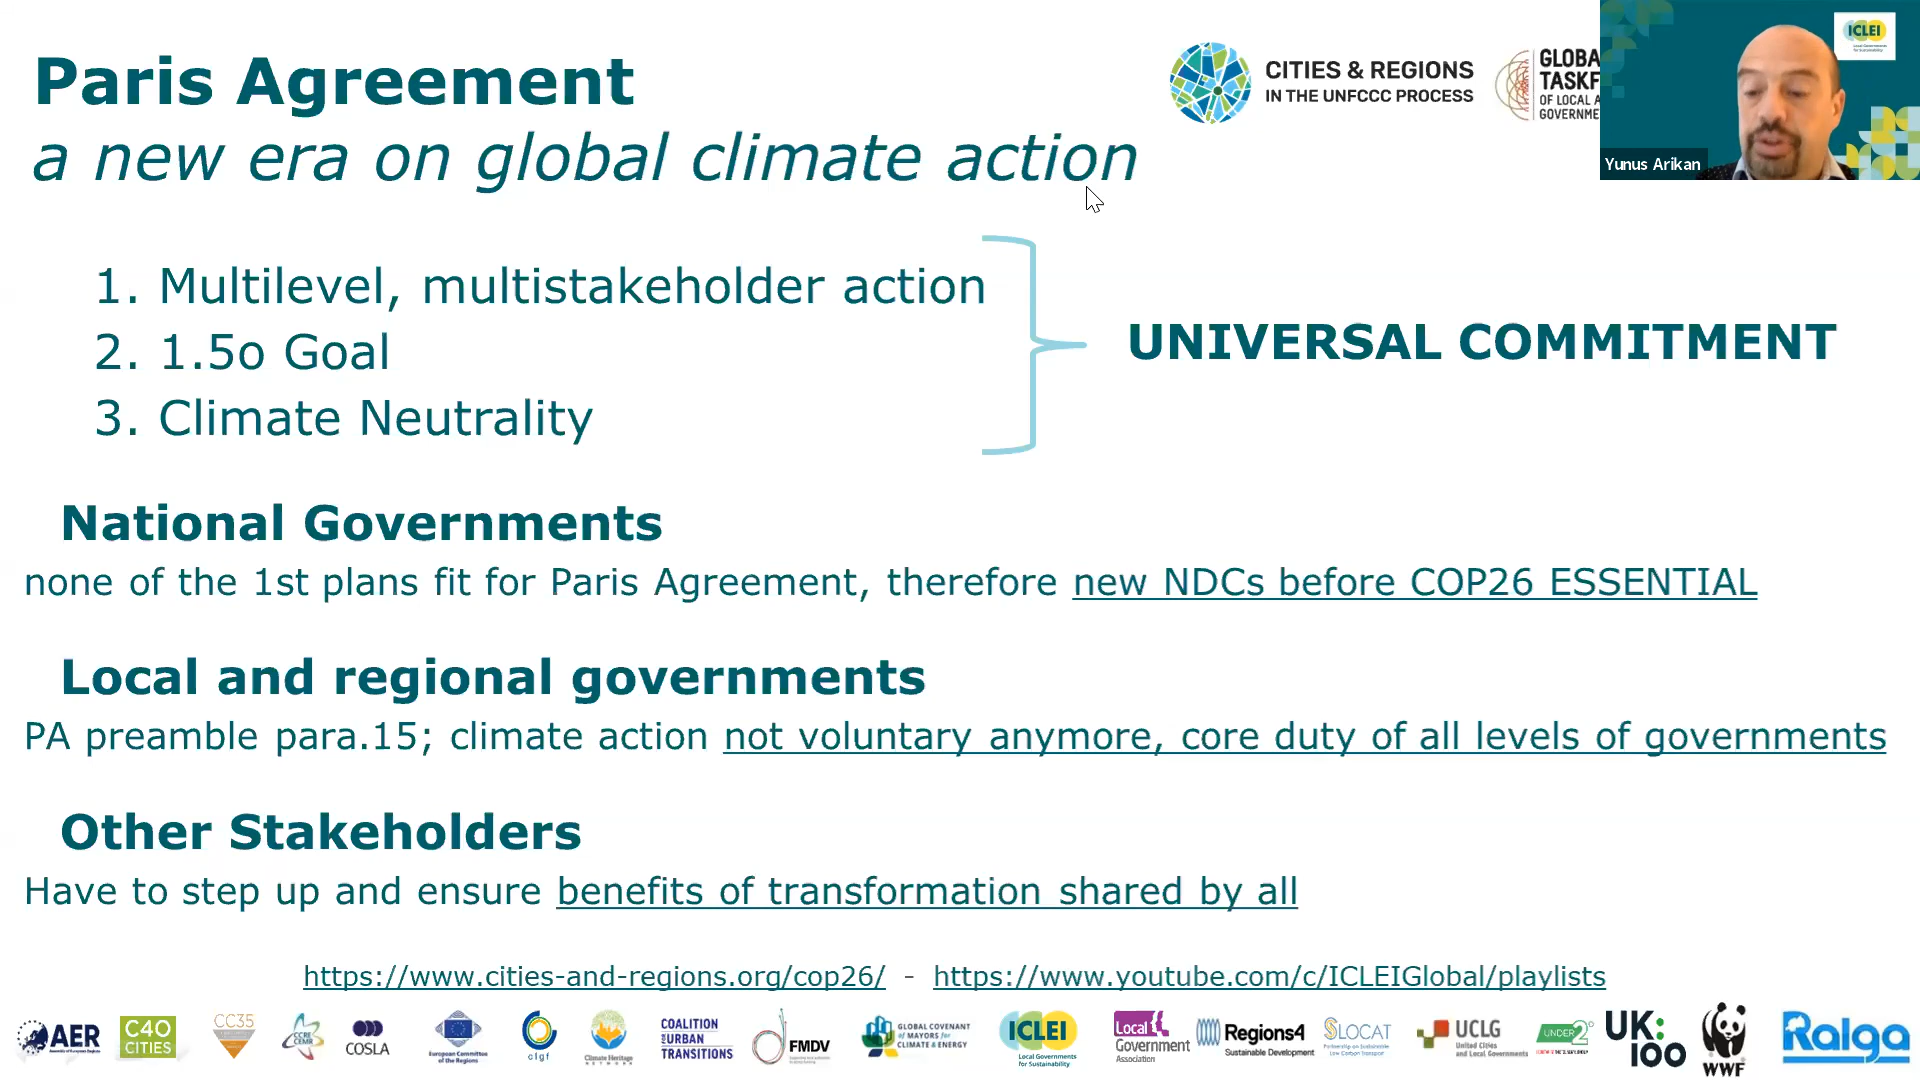 Paris Agreement
a new era on global climate action
CITIES & REGIONS
IN THE UNFCCC PROCESS
GLOBA
TASKF
OF LOCAL A
GOVERNME
ICLEI
Yunus Arikan
1. Multilevel, multistakeholder action
2. 1.5o Goal
3. Climate Neutrality
UNIVERSAL COMMITMENT
National Governments
none of the 1st plans fit for Paris Agreement, therefore new NDCs before COP26 ESSENTIAL
Local and regional governments
PA preamble para.15; climate action not voluntary anymore, core duty of all levels of governments
Other Stakeholders
Have to step up and ensure benefits of transformation shared by all
https://www.cities-and-regions.org/cop26/ - https://www.youtube.com/c/ICLEIGlobal/playlists
AER
C40
CITIES
CC35
CCRE
CEMR
COSLA
European Committee
of the Regions
clgf
Climate Heritage
NETWORK
COALITION
FOR URBAN
TRANSITIONS
FMDV
GLOBAL COVENANT
of MAYORS for
CLIMATE & ENERGY
ICLEI
Local Governments
for Sustainability
Local
Government
Association
Regions4
Sustainable Development
SLOCAT
Partnership on Sustainable
Low Carbon Transport
UCLG
United Cities
and Local Governments
UNDER2
UK:
100
WWF
Ralga